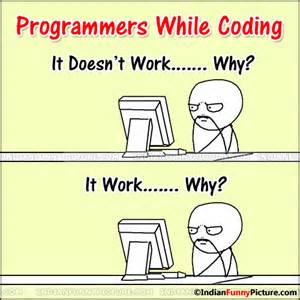 Programmers While Coding
It Doesn't Work....... Why?
It Work....... Why?
©IndianFunnyPicture.com